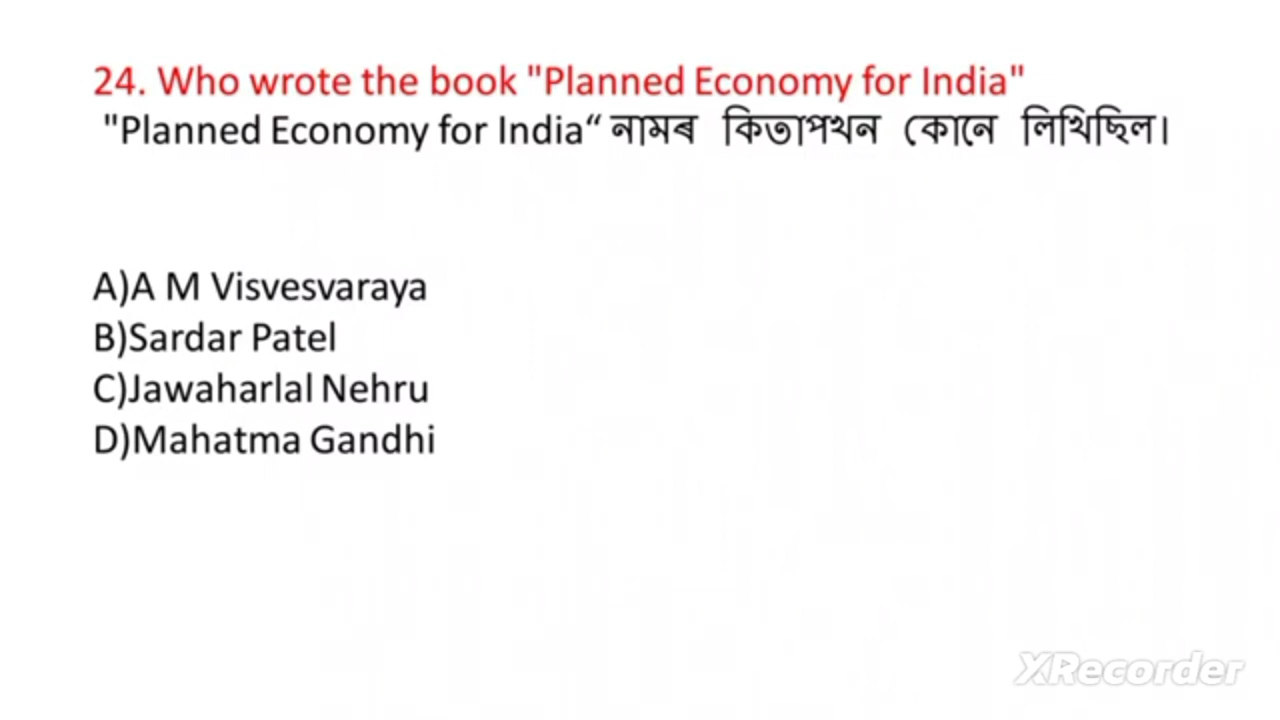 24. Who wrote the book "Planned Economy for India"
"Planned Economy for India“ নামৰ কিতাপখন কোনে লিখিছিল।
A)A M Visvesvaraya
B)Sardar Patel
C)Jawaharlal Nehru
D)Mahatma Gandhi
XRecorder